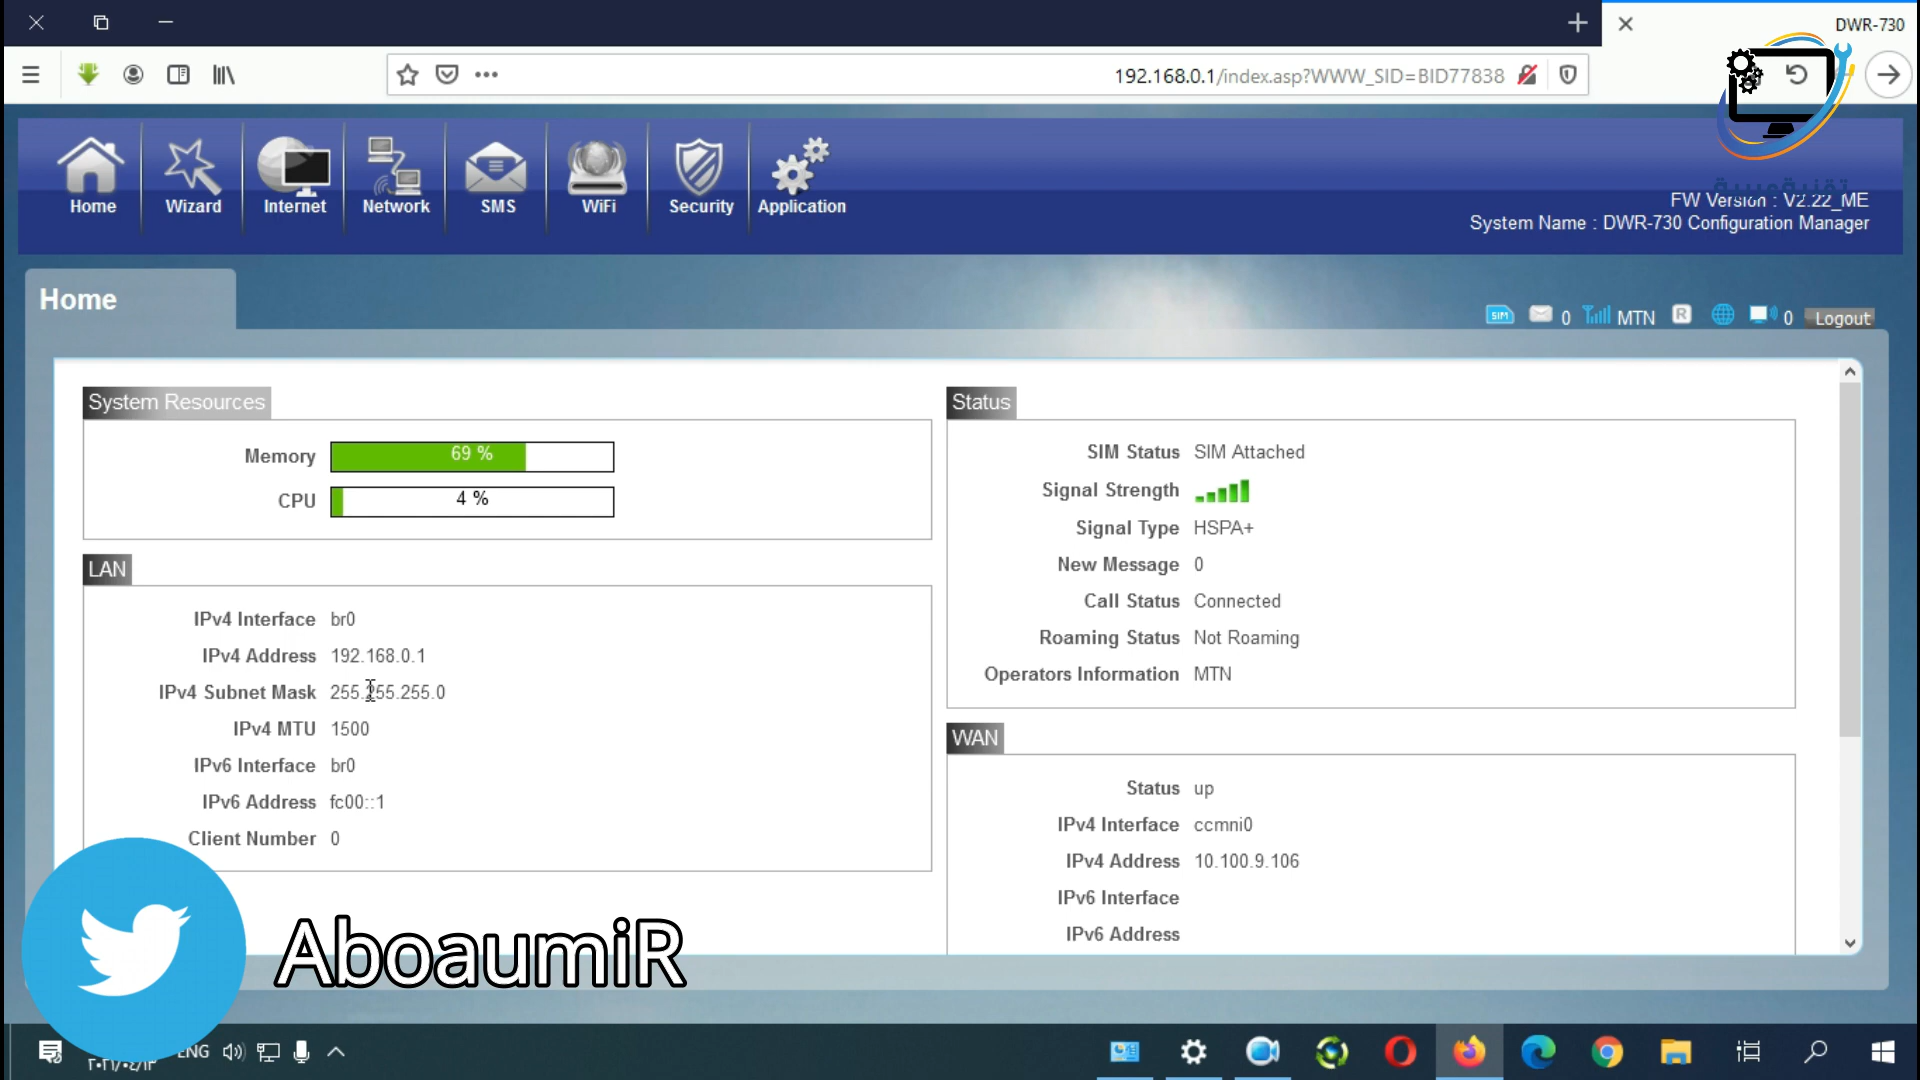 DWR-730
192.168.0.1/index.asp?WWW_SID=BID77838
Home
Wizard
Internet
Network
SMS
WiFi
Security
Application
FW Version : V2.22_ME
System Name : DWR-730 Configuration Manager
Home
SIM
0
MTN
R
0
Logout
System Resources
Memory 69 %
CPU 4 %
LAN
IPv4 Interface br0
IPv4 Address 192.168.0.1
IPv4 Subnet Mask 255.255.255.0
IPv4 MTU 1500
IPv6 Interface br0
IPv6 Address fc00::1
Client Number 0
Status
SIM Status SIM Attached
Signal Strength
Signal Type HSPA+
New Message 0
Call Status Connected
Roaming Status Not Roaming
Operators Information MTN
WAN
Status up
IPv4 Interface ccmni0
IPv4 Address 10.100.9.106
IPv6 Interface
IPv6 Address
AboaumiR
ENG